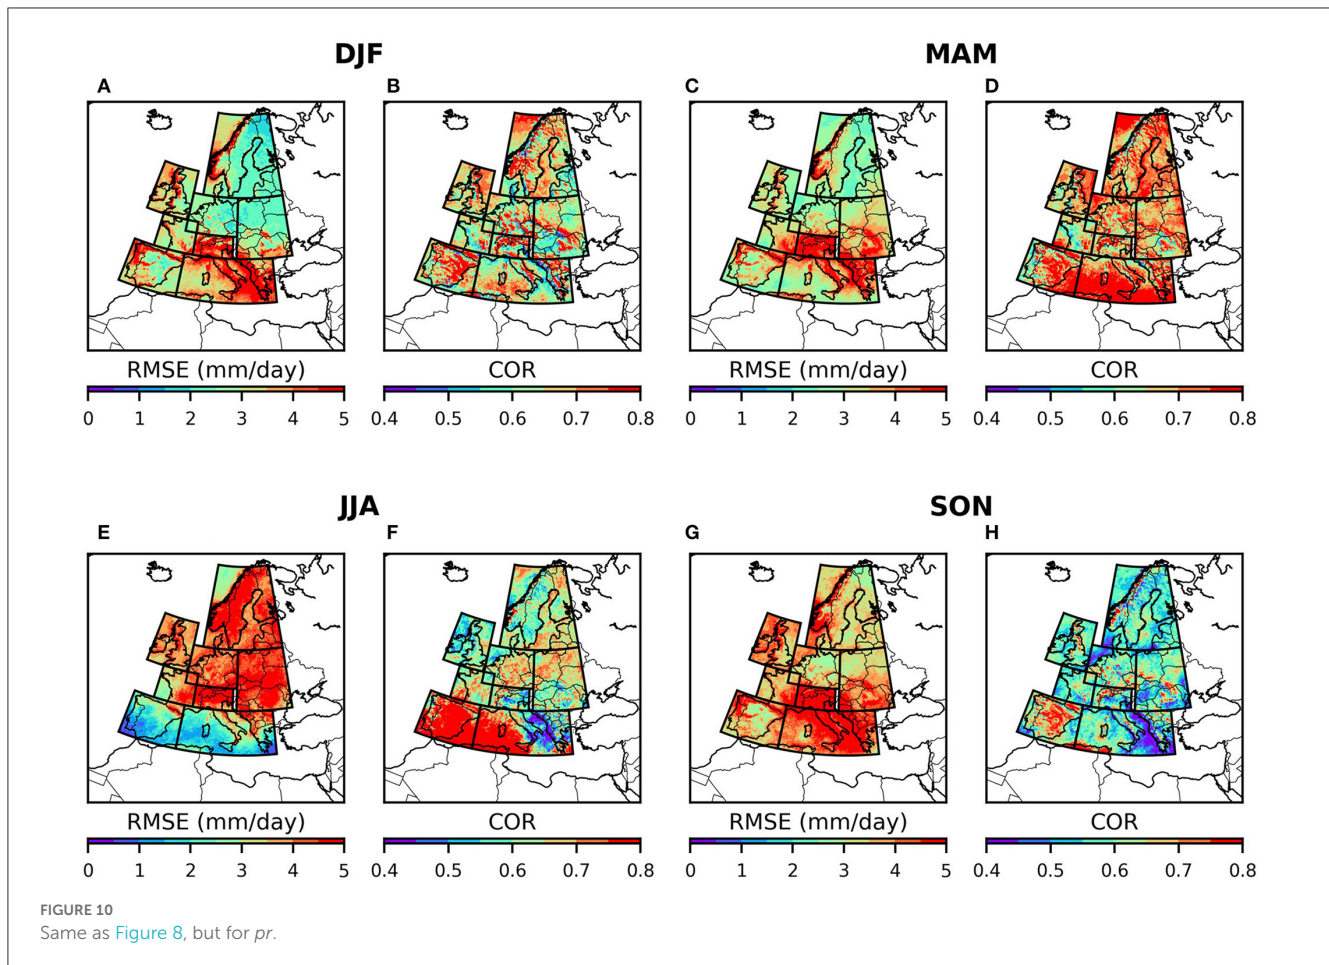 DJF
MAM
A
B
C
D
RMSE (mm/day)
COR
RMSE (mm/day)
COR
0 1 2 3 4 5
0.4 0.5 0.6 0.7 0.8
0 1 2 3 4 5
0.4 0.5 0.6 0.7 0.8
JJA
SON
E
F
G
H
RMSE (mm/day)
COR
RMSE (mm/day)
COR
0 1 2 3 4 5
0.4 0.5 0.6 0.7 0.8
0 1 2 3 4 5
0.4 0.5 0.6 0.7 0.8
FIGURE 10
Same as Figure 8, but for pr.